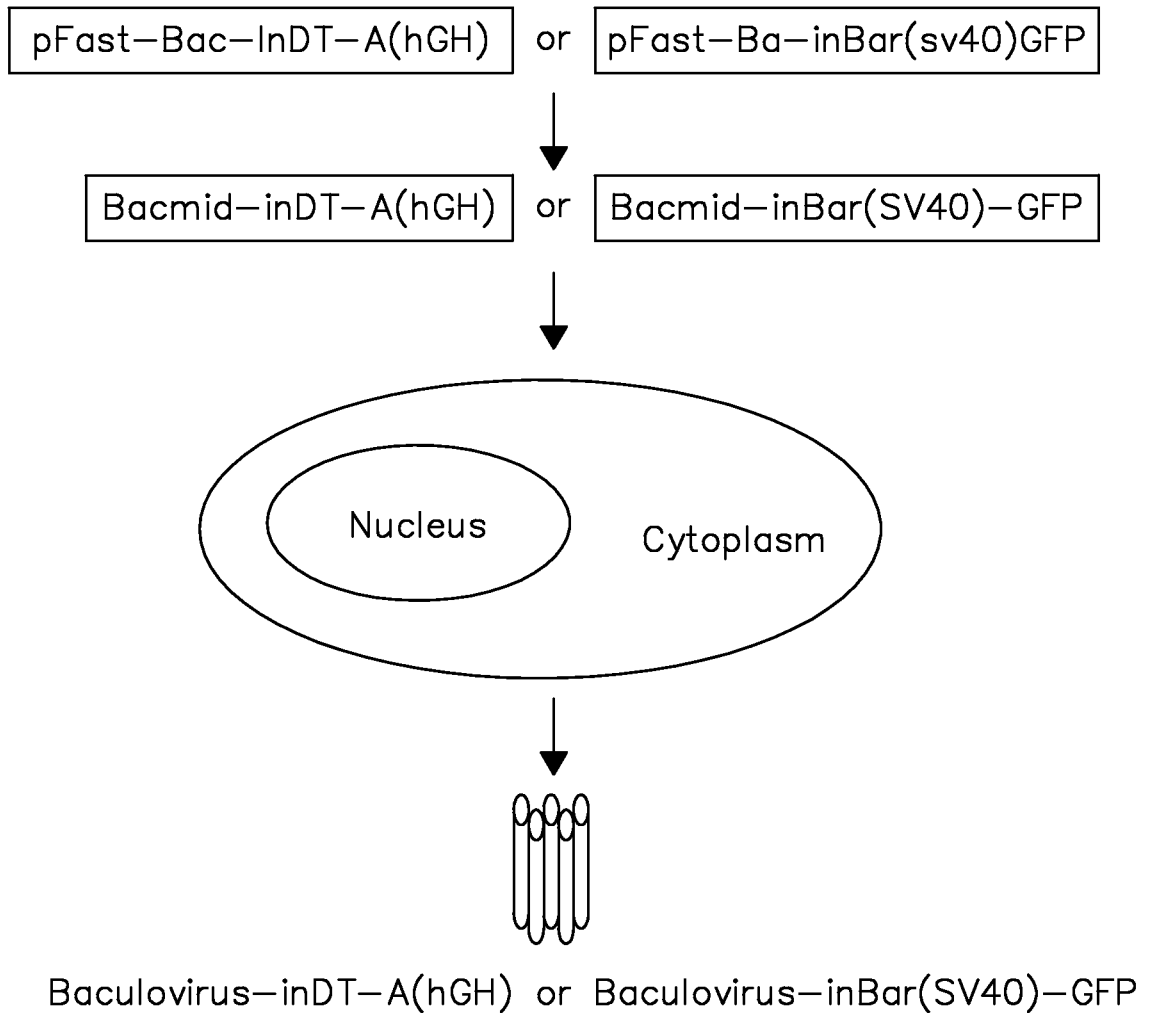 pFast-Bac-InDT-A(hGH) or pFast-Ba-inBar(sv40)GFP
Bacmid-inDT-A(hGH) or Bacmid-inBar(SV40)-GFP
Nucleus
Cytoplasm
Baculovirus-inDT-A(hGH) or Baculovirus-inBar(SV40)-GFP